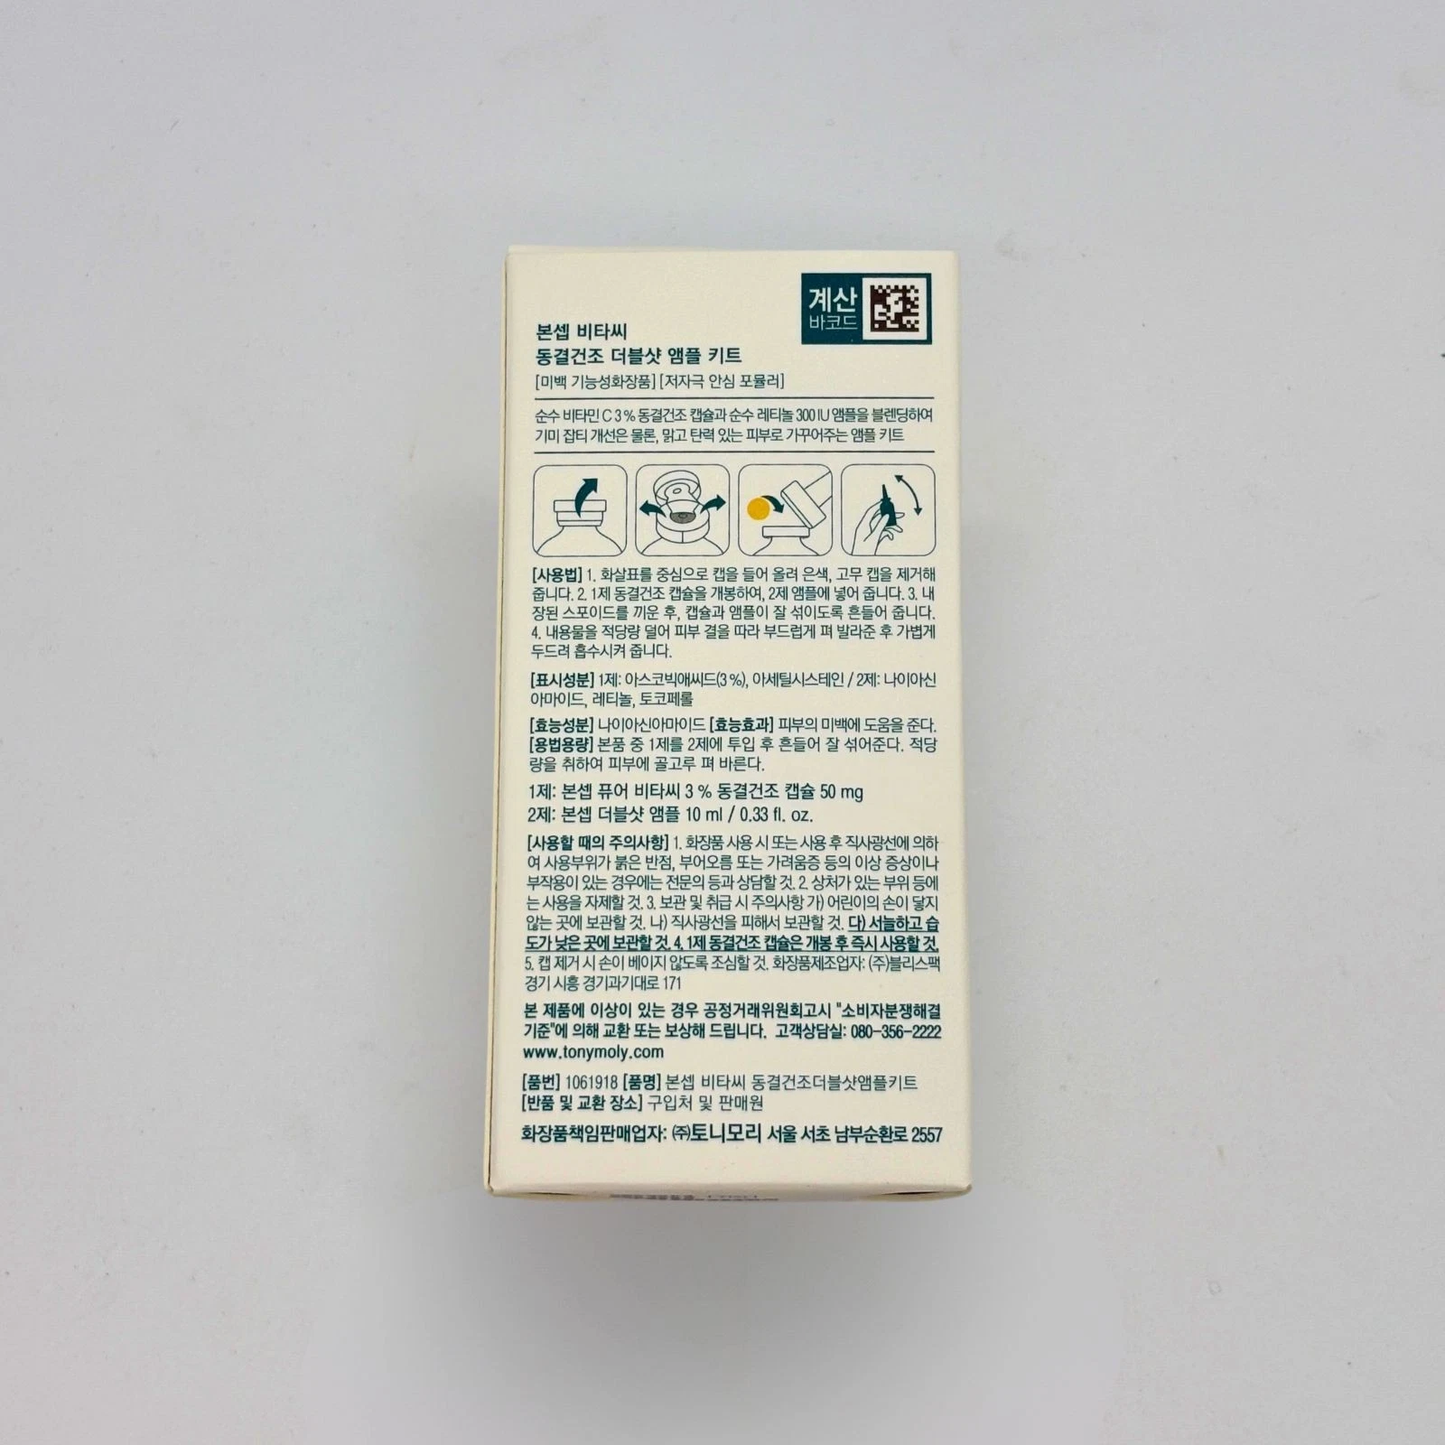 계산
바코드
본셉 비타씨
동결건조 더블샷 앰플 키트
[미백 기능성화장품] [저자극 안심 포뮬러]
순수 비타민 C 3 % 동결건조 캡슐과 순수 레티놀 300 IU 앰플을 블렌딩하여
기미 잡티 개선은 물론, 맑고 탄력 있는 피부로 가꾸어주는 앰플 키트
[사용법] 1. 화살표를 중심으로 캡을 들어 올려 은색, 고무 캡을 제거해
줍니다. 2. 1제 동결건조 캡슐을 개봉하여, 2제 앰플에 넣어 줍니다. 3. 내
장된 스포이드를 끼운 후, 캡슐과 앰플이 잘 섞이도록 흔들어 줍니다.
4. 내용물을 적당량 덜어 피부 결을 따라 부드럽게 펴 발라준 후 가볍게
두드려 흡수시켜 줍니다.
[표시성분] 1제: 아스코빅애씨드(3 %), 아세틸시스테인 / 2제: 나이아신
아마이드, 레티놀, 토코페롤
[효능성분] 나이아신아마이드 [효능효과] 피부의 미백에 도움을 준다.
[용법용량] 본품 중 1제를 2제에 투입 후 흔들어 잘 섞어준다. 적당
량을 취하여 피부에 골고루 펴 바른다.
1제: 본셉 퓨어 비타씨 3 % 동결건조 캡슐 50 mg
2제: 본셉 더블샷 앰플 10 ml / 0.33 fl. oz.
[사용할 때의 주의사항] 1. 화장품 사용 시 또는 사용 후 직사광선에 의하
여 사용부위가 붉은 반점, 부어오름 또는 가려움증 등의 이상 증상이나
부작용이 있는 경우에는 전문의 등과 상담할 것. 2. 상처가 있는 부위 등에
는 사용을 자제할 것. 3. 보관 및 취급 시 주의사항 가) 어린이의 손이 닿지
않는 곳에 보관할 것. 나) 직사광선을 피해서 보관할 것. 다) 서늘하고 습
도가 낮은 곳에 보관할 것. 4. 1제 동결건조 캡슐은 개봉 후 즉시 사용할 것.
5. 캡 제거 시 손이 베이지 않도록 조심할 것. 화장품제조업자: (주)블리스팩
경기 시흥 경기과기대로 171
본 제품에 이상이 있는 경우 공정거래위원회고시 "소비자분쟁해결
기준"에 의해 교환 또는 보상해 드립니다. 고객상담실: 080-356-2222
www.tonymoly.com
[품번] 1061918 [품명] 본셉 비타씨 동결건조더블샷앰플키트
[반품 및 교환 장소] 구입처 및 판매원
화장품책임판매업자: (주)토니모리 서울 서초 남부순환로 2557